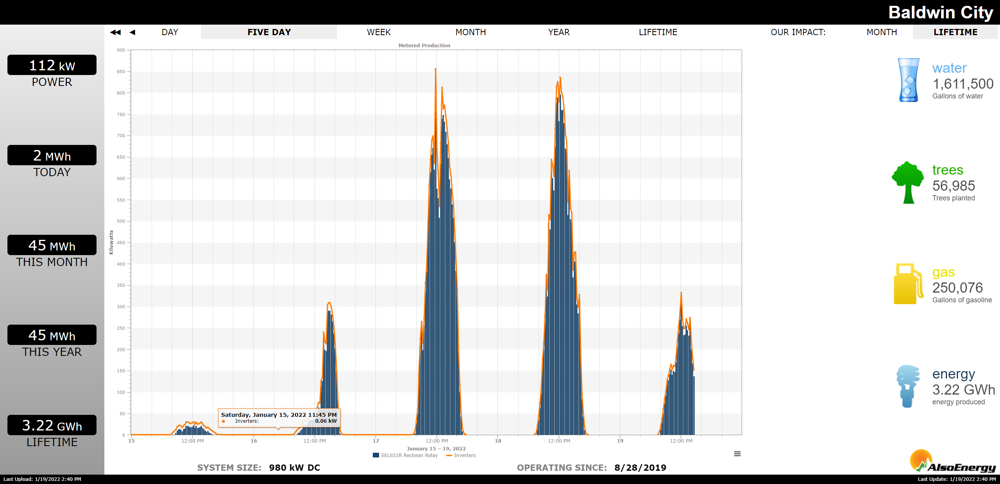 Baldwin City
DAY FIVE DAY WEEK MONTH YEAR LIFETIME OUR IMPACT: MONTH LIFETIME
112 kW
POWER
2 MWh
TODAY
45 MWh
THIS MONTH
45 MWh
THIS YEAR
3.22 GWh
LIFETIME
Metered Production
Kilowatts
900
850
800
750
700
650
600
550
500
450
400
350
300
250
200
150
100
50
0
Saturday, January 15, 2022 11:45 PM
Inverters: 0.06 kW
15 12:00 PM 16 12:00 PM 17 12:00 PM 18 12:00 PM 19 12:00 PM
January 15 – 19, 2022
SEL651R Recloser Relay Inverters
SYSTEM SIZE: 980 kW DC OPERATING SINCE: 8/28/2019
water
1,611,500
Gallons of water
trees
56,985
Trees planted
gas
250,076
Gallons of gasoline
energy
3.22 GWh
energy produced
AlsoEnergy
Last Upload: 1/19/2022 2:40 PM Last Update: 1/19/2022 2:40 PM